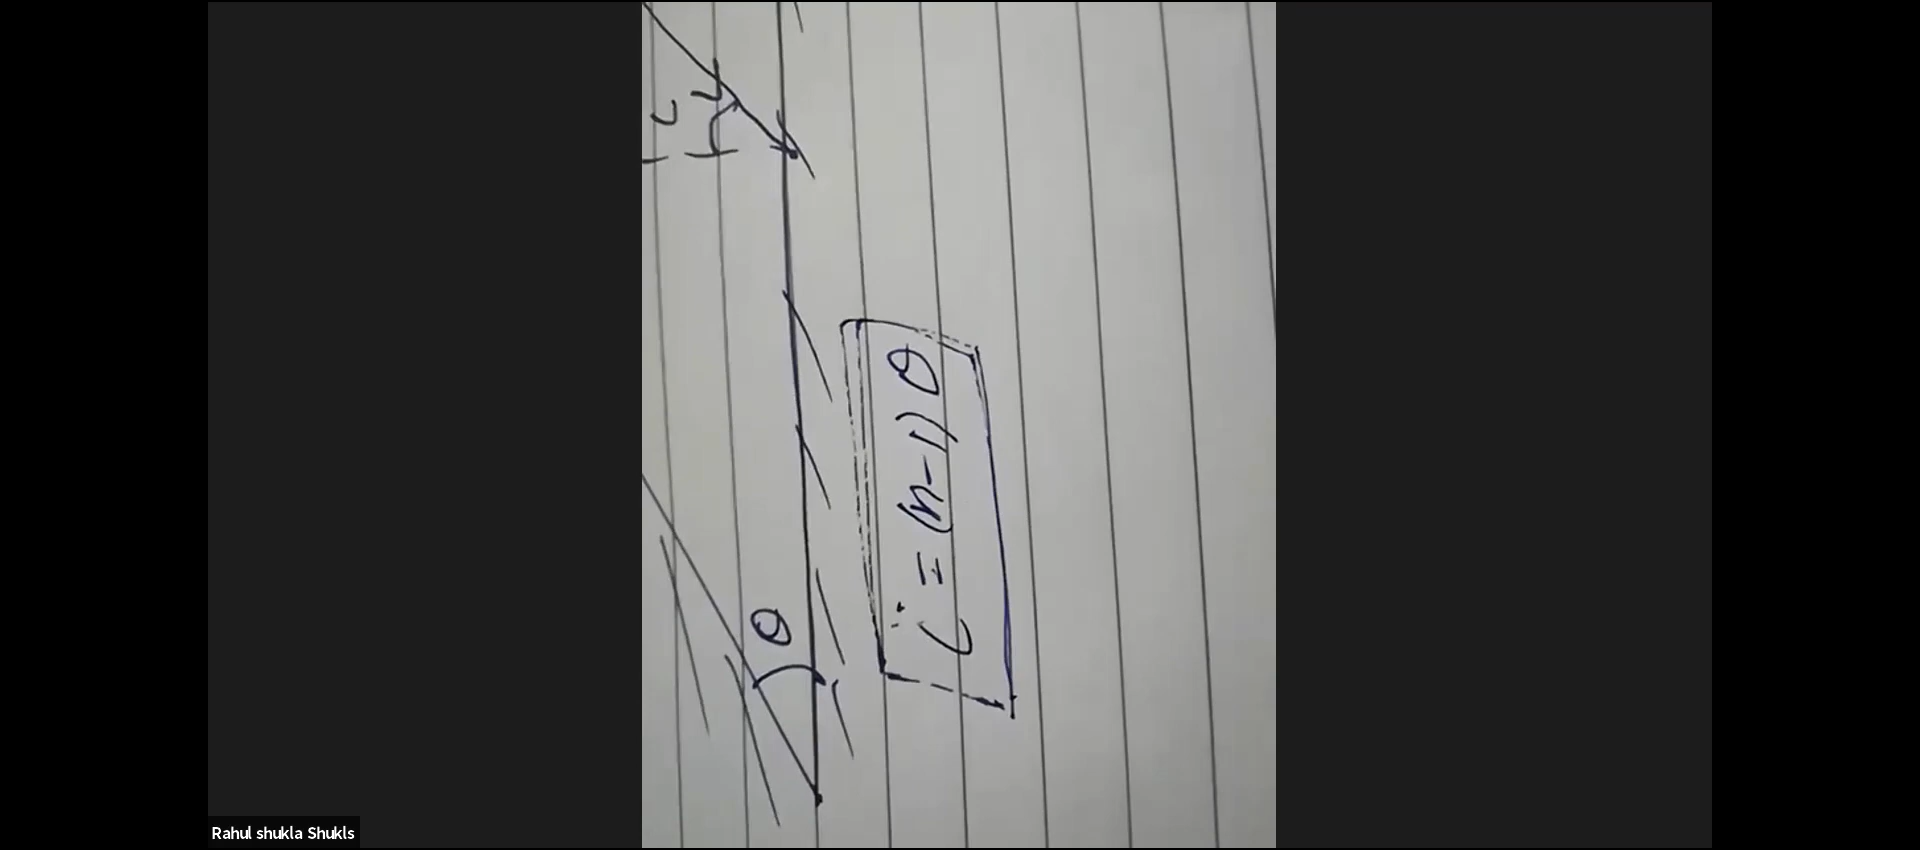 i = (n-1) θ
θ
Rahul shukla Shukls